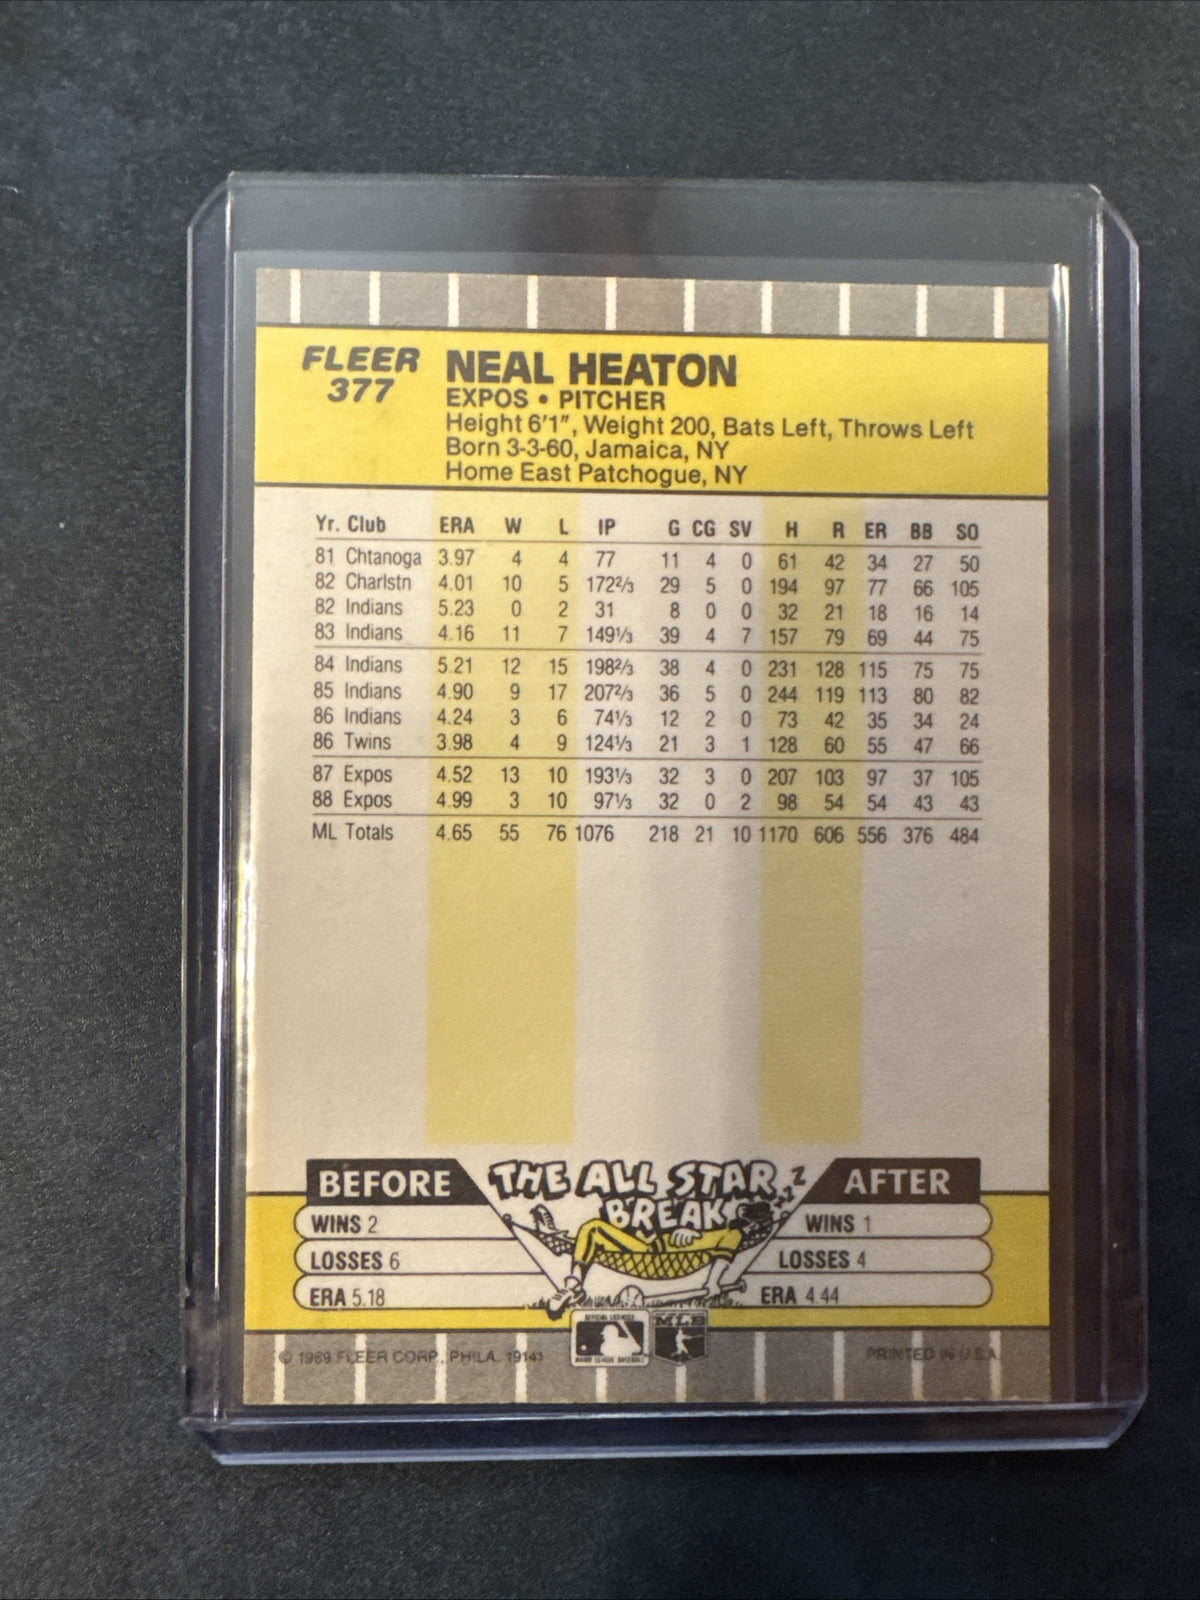 FLEER
377
NEAL HEATON
EXPOS • PITCHER
Height 6'1", Weight 200, Bats Left, Throws Left
Born 3-3-60, Jamaica, NY
Home East Patchogue, NY
Yr. Club ERA W L IP G CG SV H R ER BB SO
81 Chtanoga 3.97 4 4 77 11 4 0 61 42 34 27 50
82 Charlstn 4.01 10 5 172⅔ 29 5 0 194 97 77 66 105
82 Indians 5.23 0 2 31 8 0 0 32 21 18 16 14
83 Indians 4.16 11 7 149⅓ 39 4 7 157 79 69 44 75
84 Indians 5.21 12 15 198⅔ 38 4 0 231 128 115 75 75
85 Indians 4.90 9 17 207⅔ 36 5 0 244 119 113 80 82
86 Indians 4.24 3 6 74⅓ 12 2 0 73 42 35 34 24
86 Twins 3.98 4 9 124⅓ 21 3 1 128 60 55 47 66
87 Expos 4.52 13 10 193⅓ 32 3 0 207 103 97 37 105
88 Expos 4.99 3 10 97⅓ 32 0 2 98 54 54 43 43
ML Totals 4.65 55 76 1076 218 21 10 1170 606 556 376 484
BEFORE THE ALL STAR BREAK ZZZ AFTER
WINS 2 WINS 1
LOSSES 6 LOSSES 4
ERA 5.18 ERA 4.44
OFFICIAL LICENSEE
MAJOR LEAGUE BASEBALL
MLB
© 1989 FLEER CORP., PHILA. 19141 PRINTED IN U.S.A.